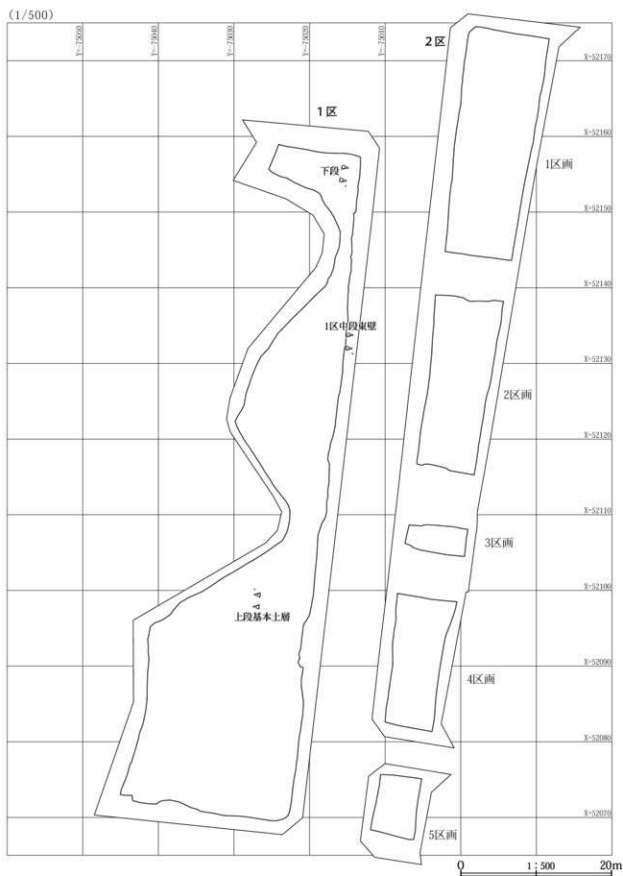 (1/500)
Y=-73050
Y=-73040
Y=-73030
Y=-73020
Y=-73010
2区
X=52170
1区
X=52160
1区画
下段
A A'
X=52150
X=52140
1区中段東壁
A A'
X=52130
2区画
X=52120
X=52110
3区画
X=52100
A A'
上段基本土層
X=52090
4区画
X=52080
X=52070
5区画
0 1:500 20m